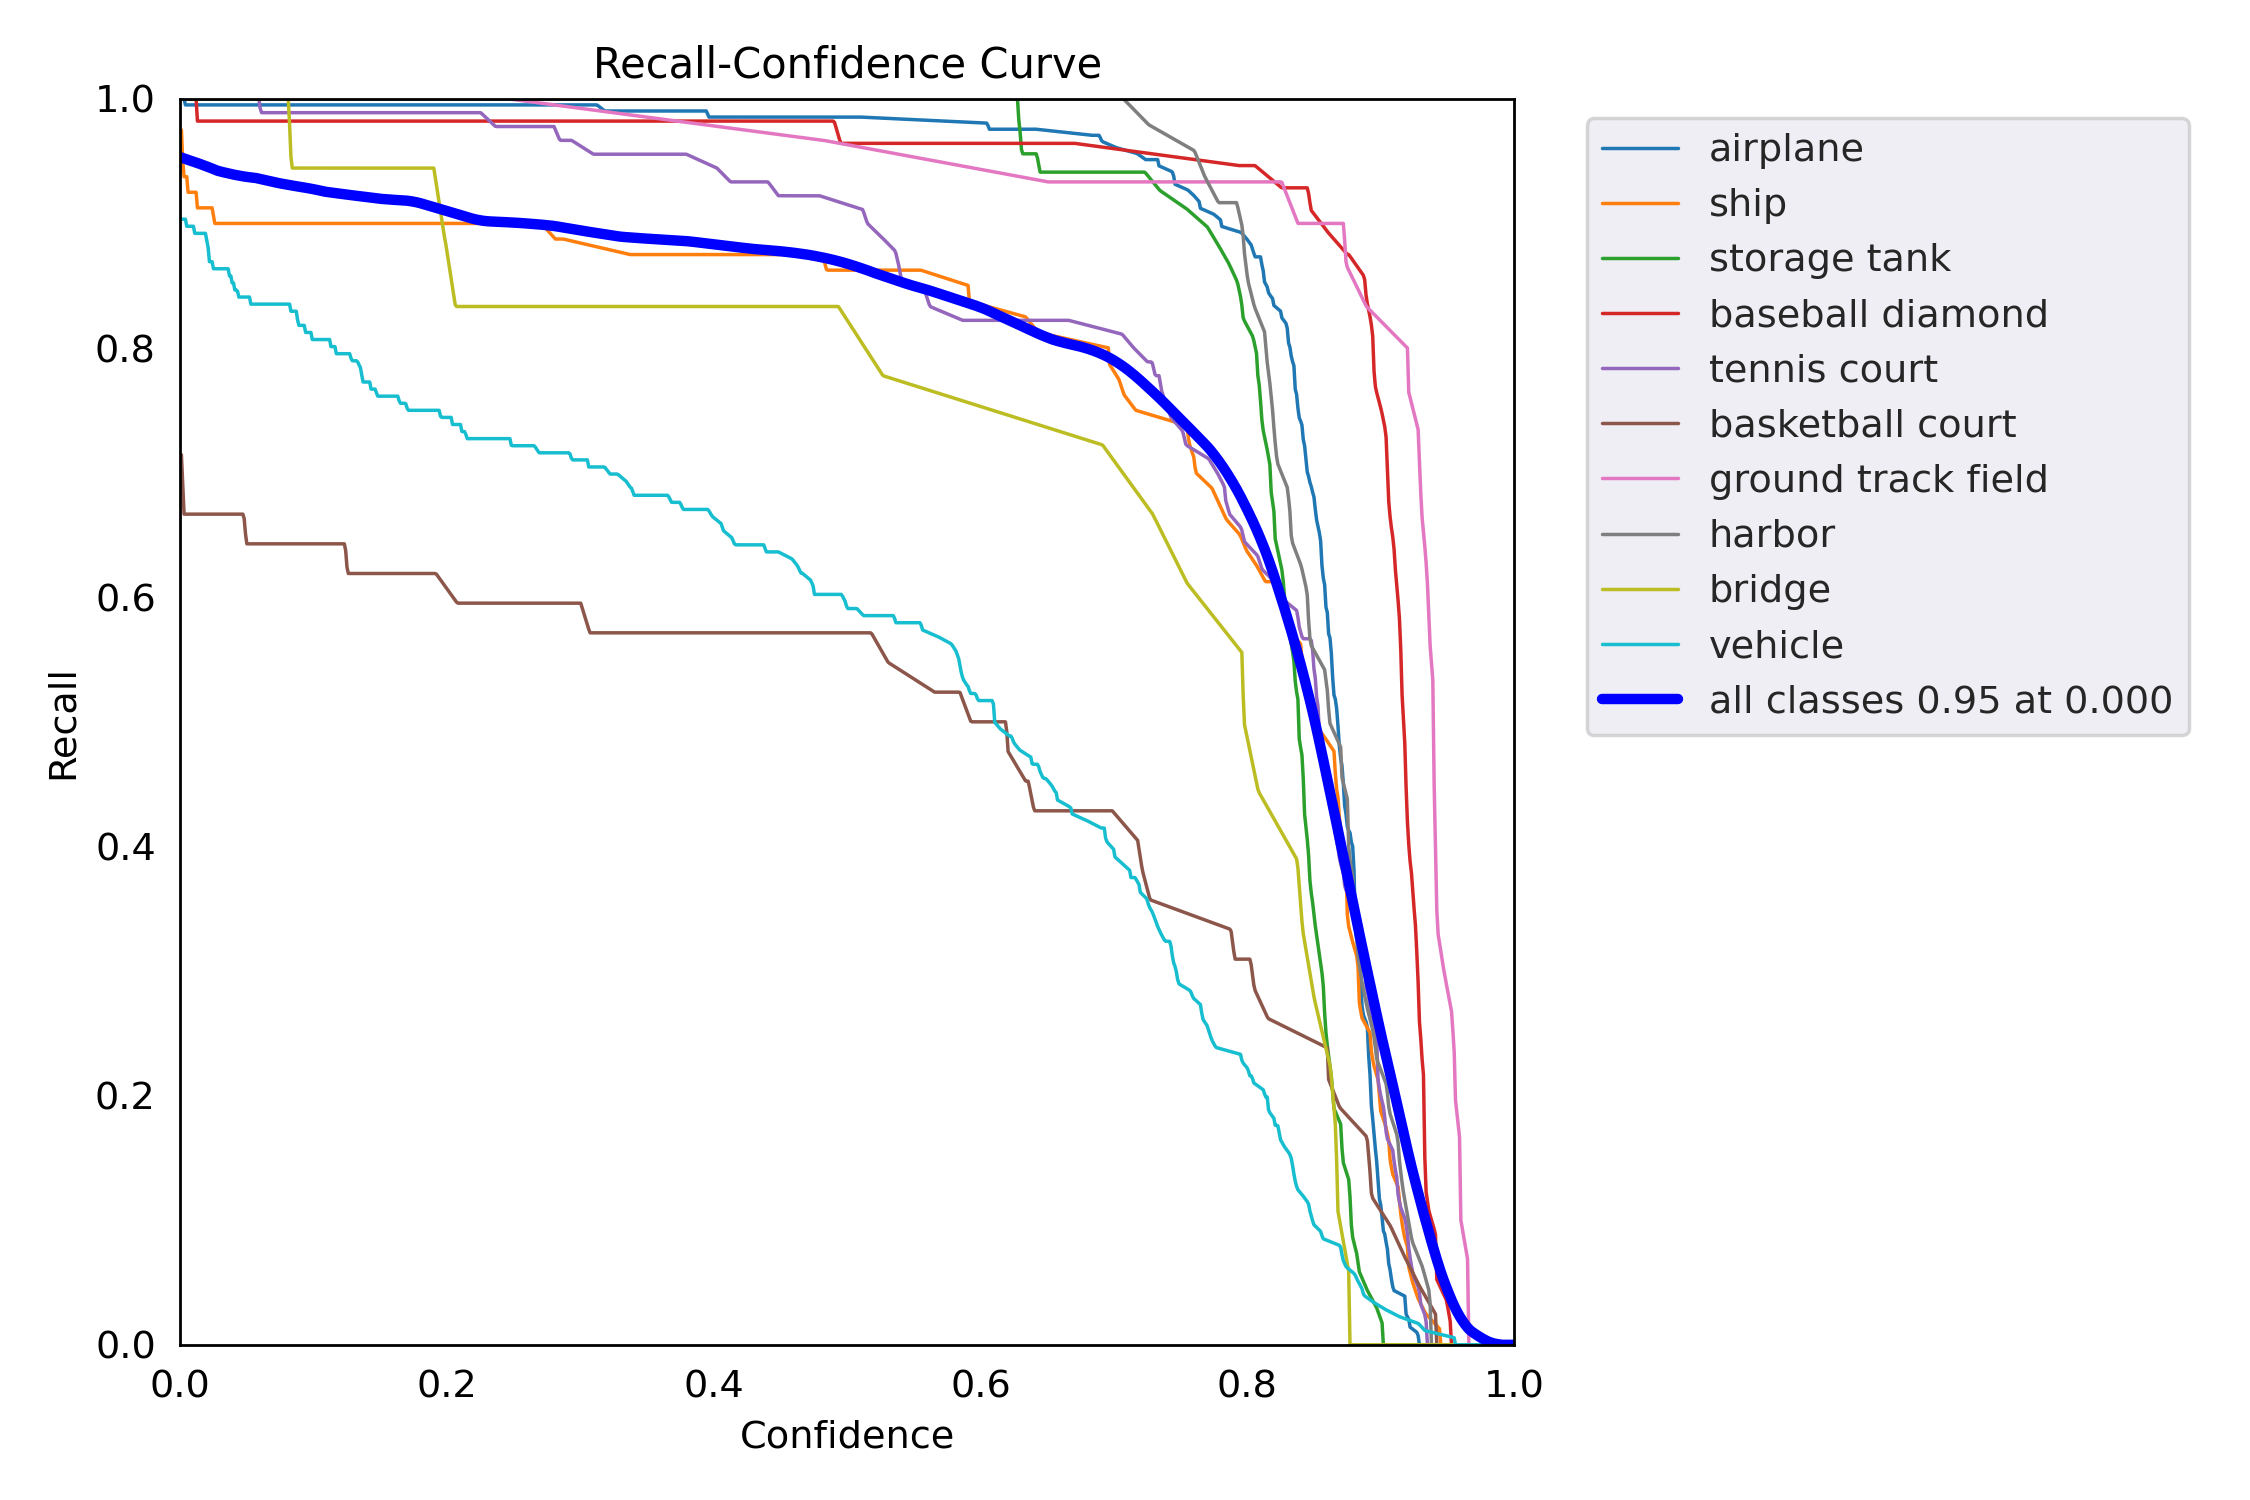 Recall-Confidence Curve
1.0
0.8
0.6
0.4
0.2
0.0
Recall
0.0 0.2 0.4 0.6 0.8 1.0
Confidence
airplane
ship
storage tank
baseball diamond
tennis court
basketball court
ground track field
harbor
bridge
vehicle
all classes 0.95 at 0.000